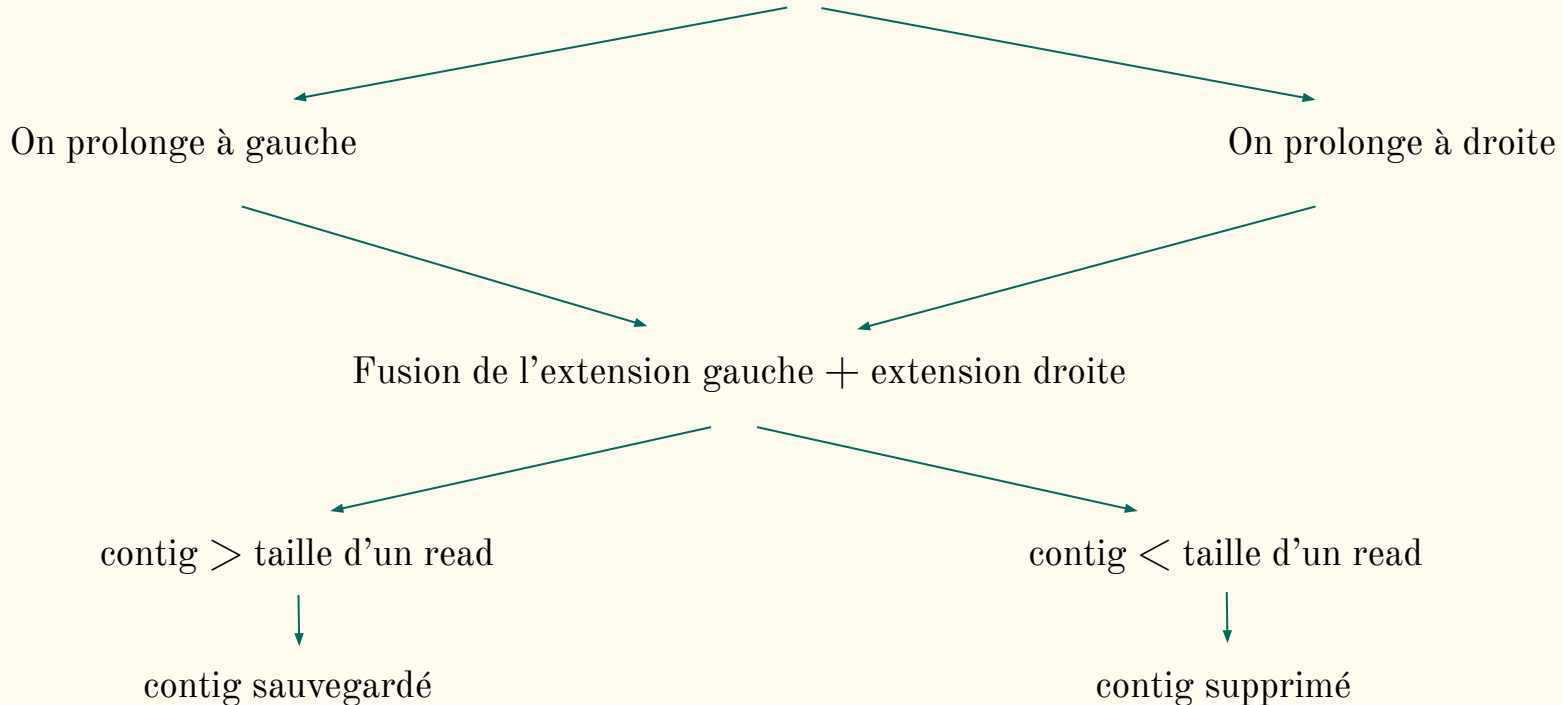 On prolonge à gauche
On prolonge à droite
Fusion de l'extension gauche + extension droite
contig > taille d'un read
contig < taille d'un read
contig sauvegardé
contig supprimé